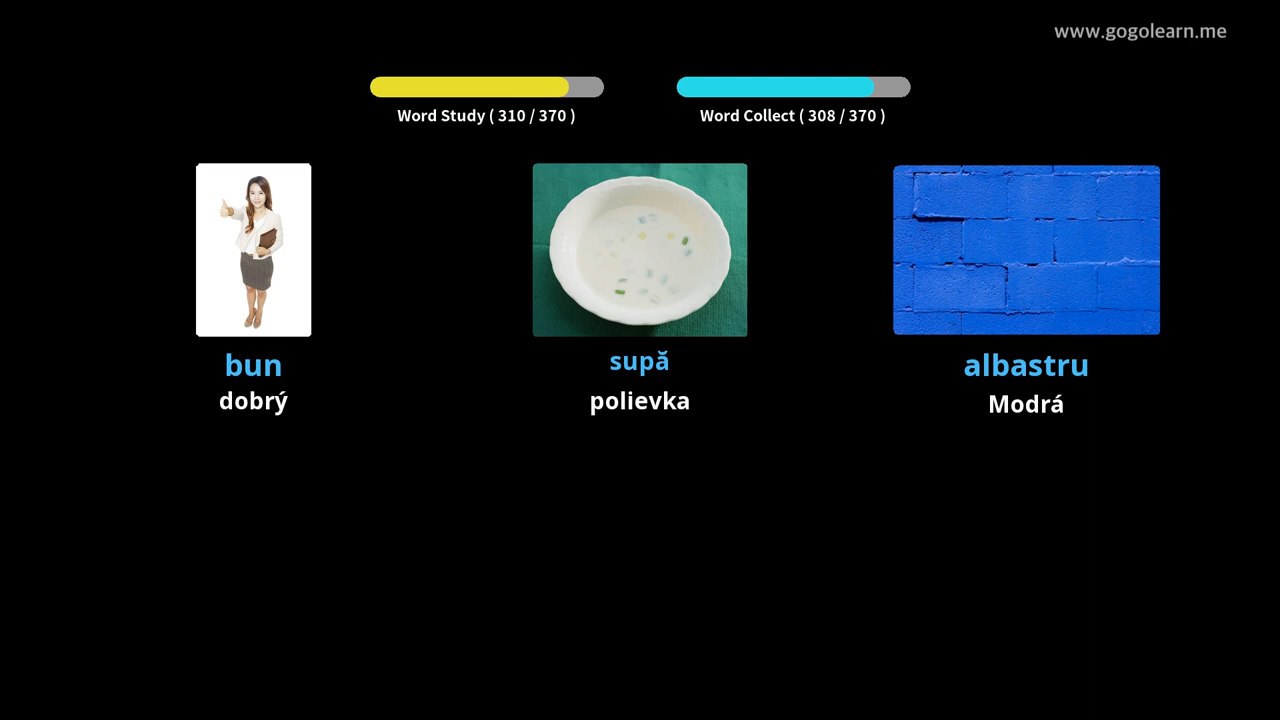 www.gogolearn.me
Word Study ( 310 / 370 )
Word Collect ( 308 / 370 )
bun
dobrý
supă
polievka
albastru
Modrá